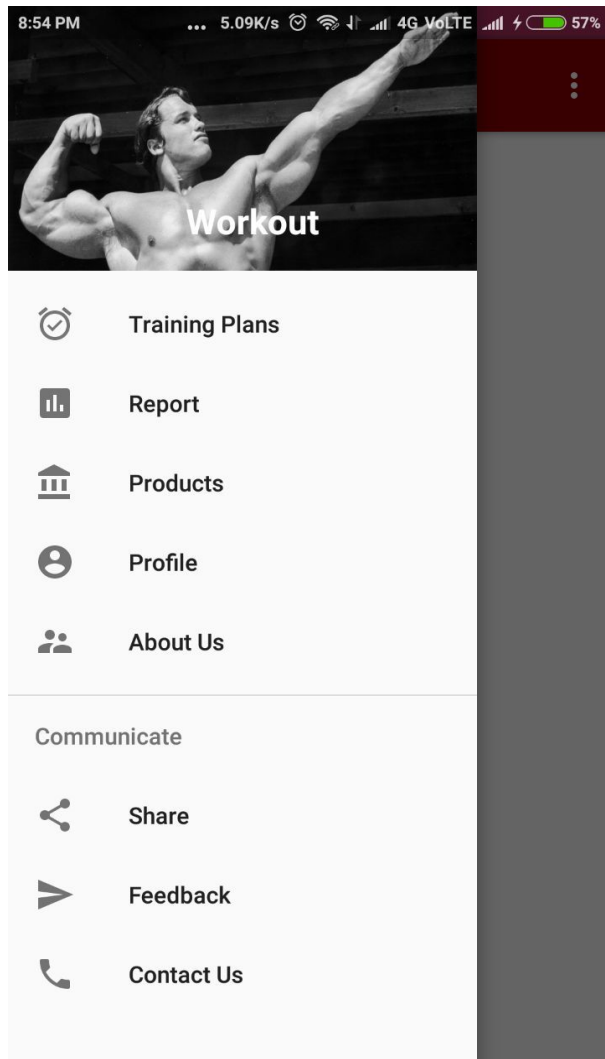 8:54 PM ... 5.09K/s 4G VoLTE 57%
Workout
Training Plans
Report
Products
Profile
About Us
Communicate
Share
Feedback
Contact Us